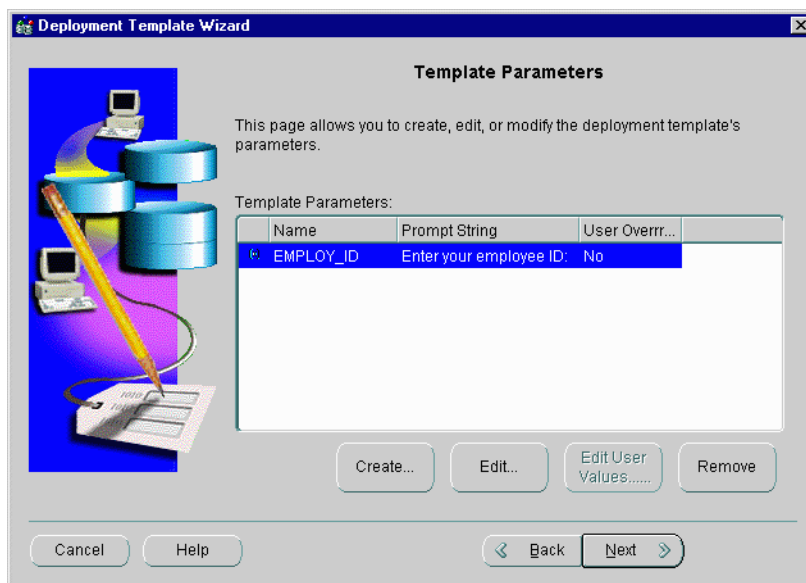 Deployment Template Wizard
Template Parameters
This page allows you to create, edit, or modify the deployment template's
parameters.
Template Parameters:
Name Prompt String User Overrr...
EMPLOY_ID Enter your employee ID: No
1010
1010
Create... Edit... Edit User Values...... Remove
Cancel Help Back Next